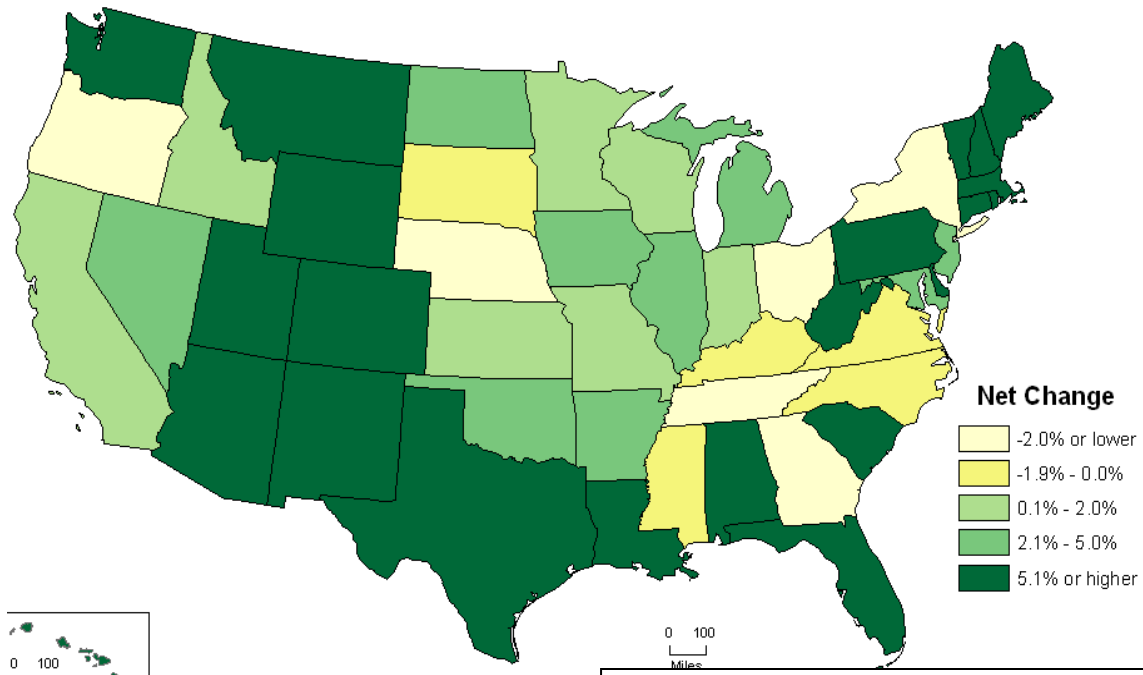 Net Change
-2.0% or lower
-1.9% - 0.0%
0.1% - 2.0%
2.1% - 5.0%
5.1% or higher
0 100
Miles
0 100